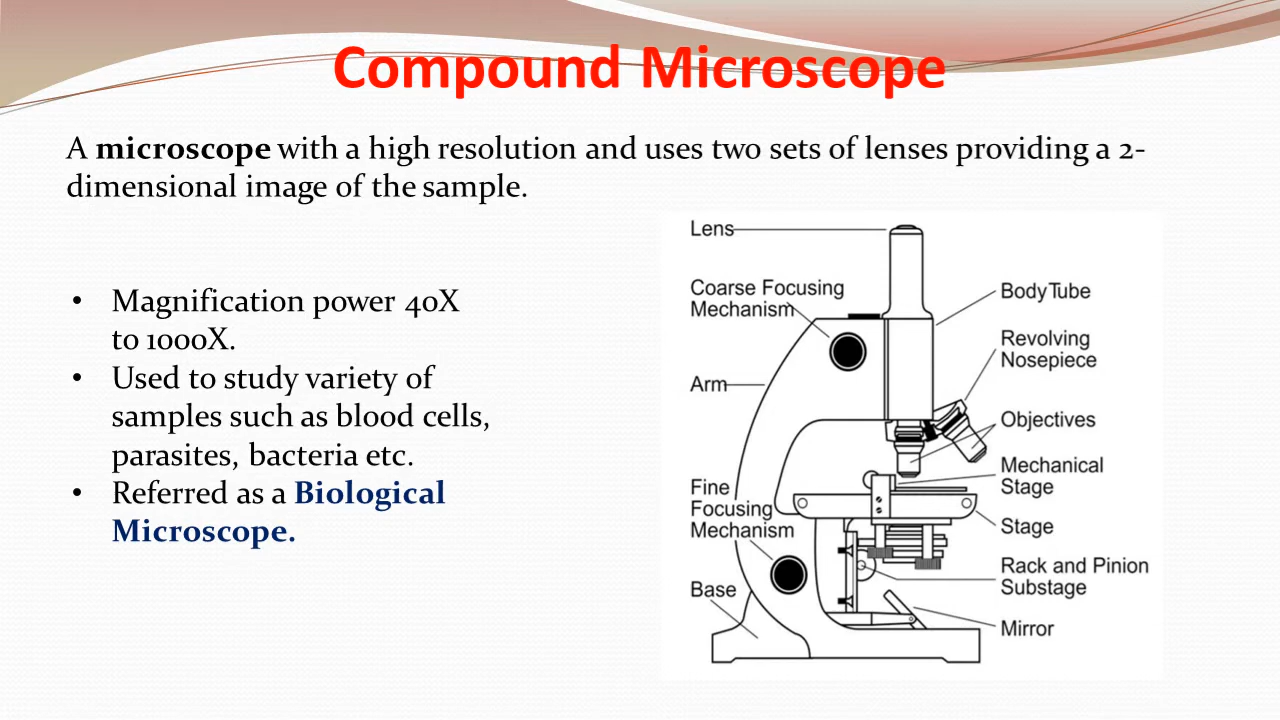 Compound Microscope
A microscope with a high resolution and uses two sets of lenses providing a 2-
dimensional image of the sample.
• Magnification power 40X
to 1000X.
• Used to study variety of
samples such as blood cells,
parasites, bacteria etc.
• Referred as a Biological
Microscope.
Lens
Coarse Focusing
Mechanism
Arm
Fine
Focusing
Mechanism
Base
Body Tube
Revolving
Nosepiece
Objectives
Mechanical
Stage
Stage
Rack and Pinion
Substage
Mirror